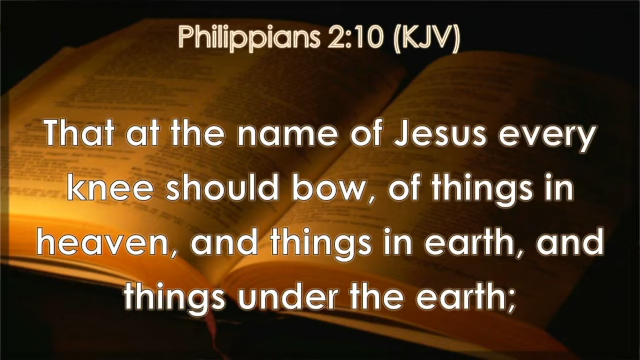 Philippians 2:10 (KJV)
That at the name of Jesus every
knee should bow, of things in
heaven, and things in earth, and
things under the earth;